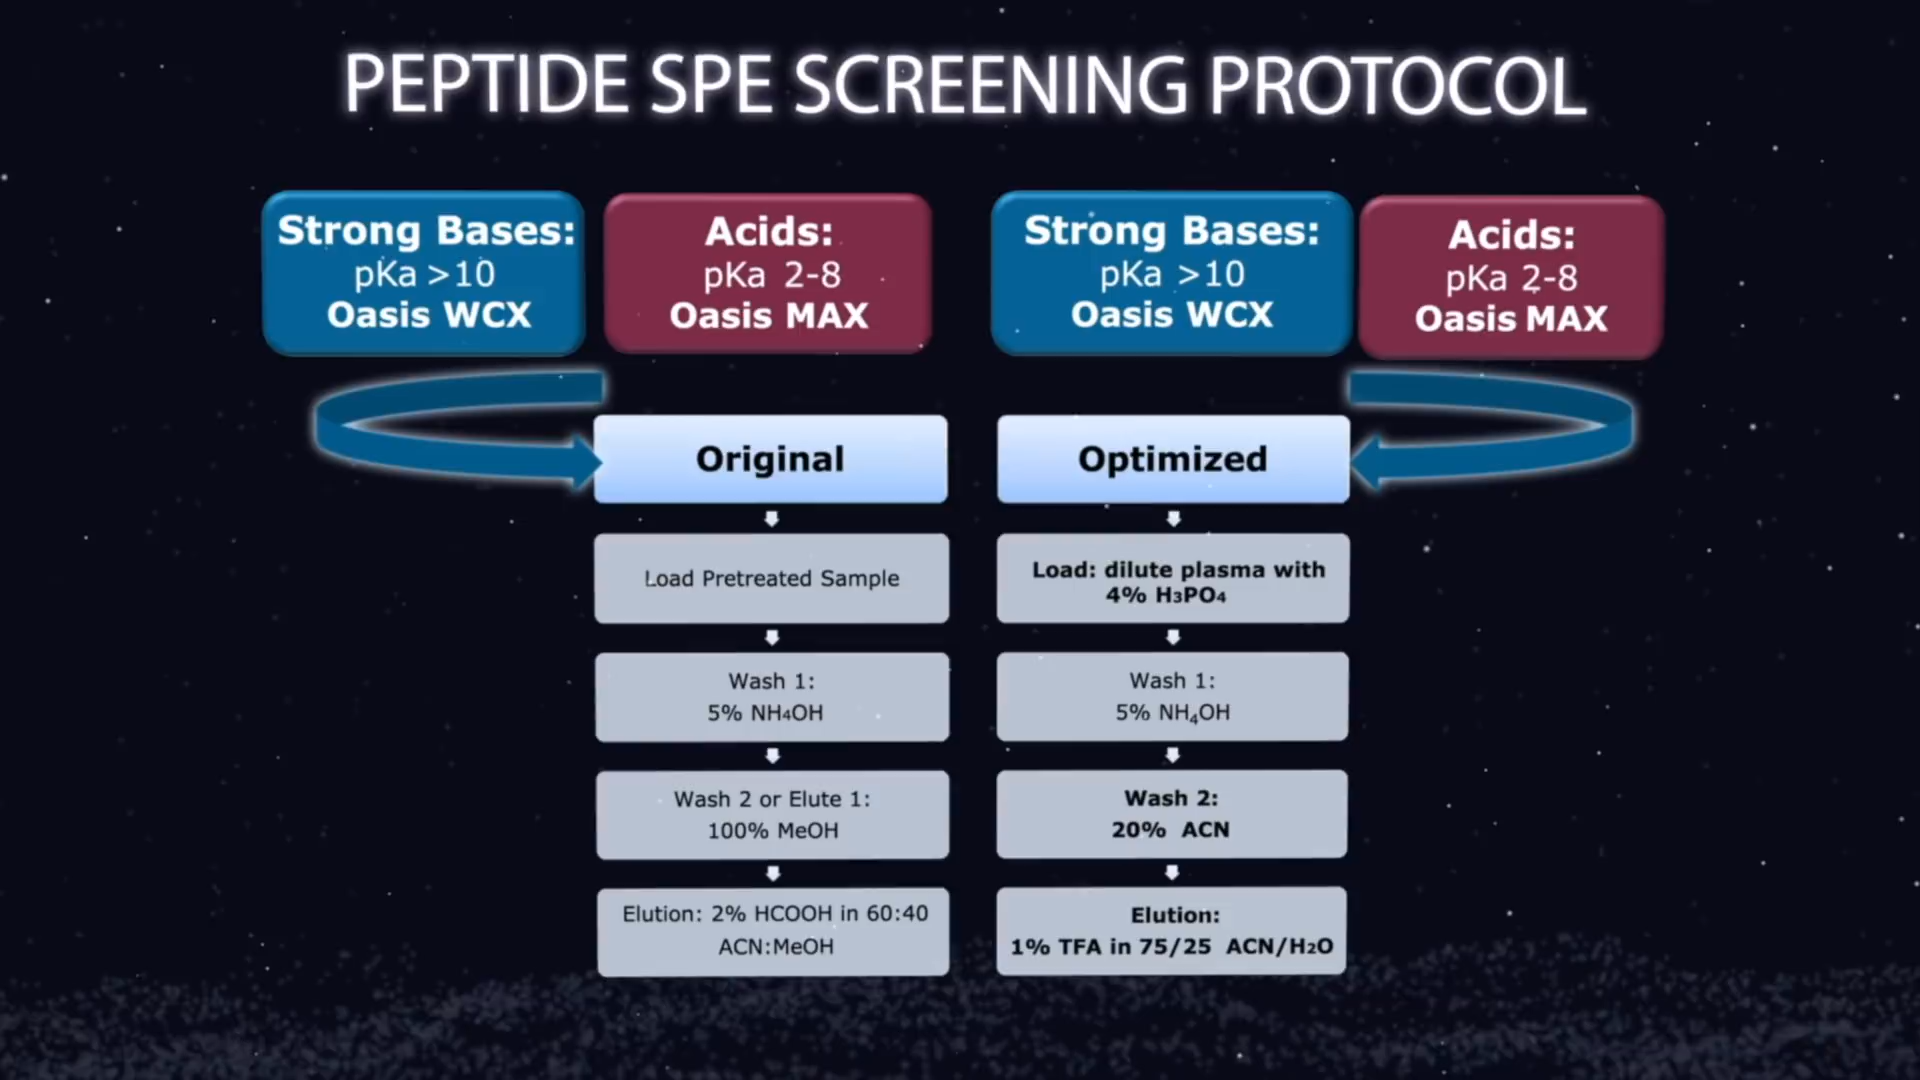 PEPTIDE SPE SCREENING PROTOCOL
Strong Bases:
pKa >10
Oasis WCX
Acids:
pKa 2-8
Oasis MAX
Strong Bases:
pKa >10
Oasis WCX
Acids:
pKa 2-8
Oasis MAX
Original
Load Pretreated Sample
Wash 1:
5% NH₄OH
Wash 2 or Elute 1:
100% MeOH
Elution: 2% HCOOH in 60:40
ACN:MeOH
Optimized
Load: dilute plasma with
4% H₃PO₄
Wash 1:
5% NH₄OH
Wash 2:
20% ACN
Elution:
1% TFA in 75/25 ACN/H₂O